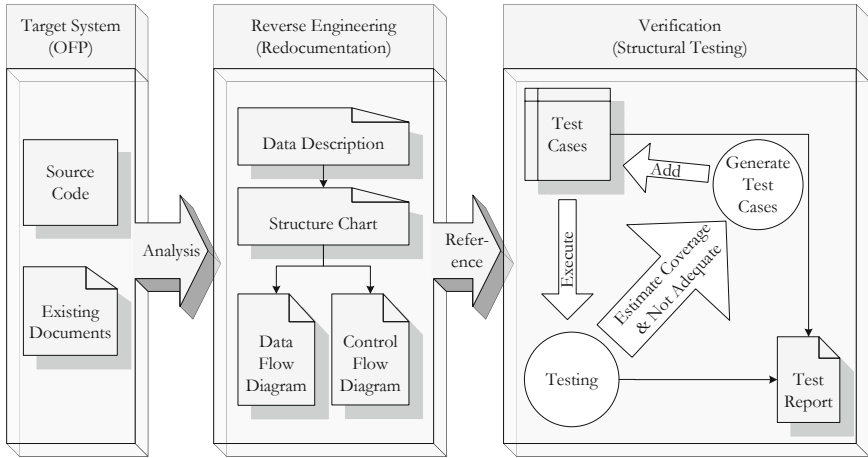 Target System
(OFP)
Source
Code
Existing
Documents
Analysis
Reverse Engineering
(Redocumentation)
Data Description
Structure Chart
Data
Flow
Diagram
Control
Flow
Diagram
Refer-
ence
Verification
(Structural Testing)
Test
Cases
Add
Generate
Test
Cases
Execute
Estimate Coverage
& Not Adequate
Testing
Test
Report